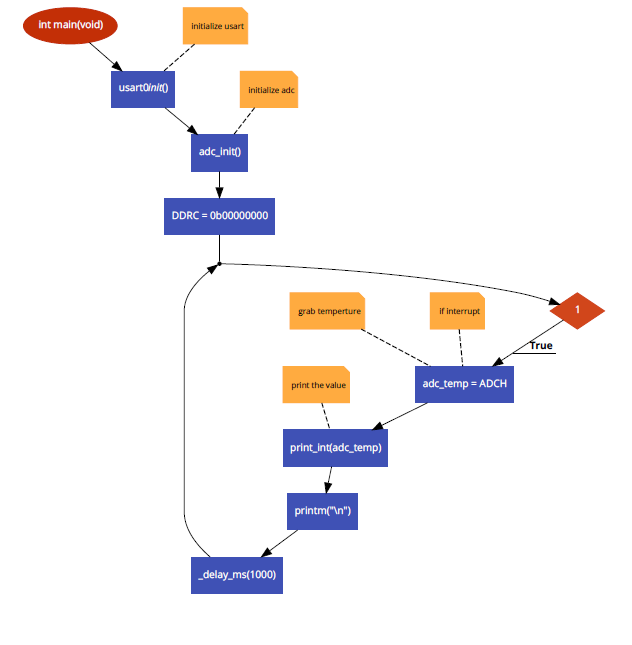 int main(void)
initialize usart
usart0init()
initialize adc
adc_init()
DDRC = 0b00000000
grab temperture
if interrupt
1
True
print the value
adc_temp = ADCH
print_int(adc_temp)
printm("\n")
_delay_ms(1000)